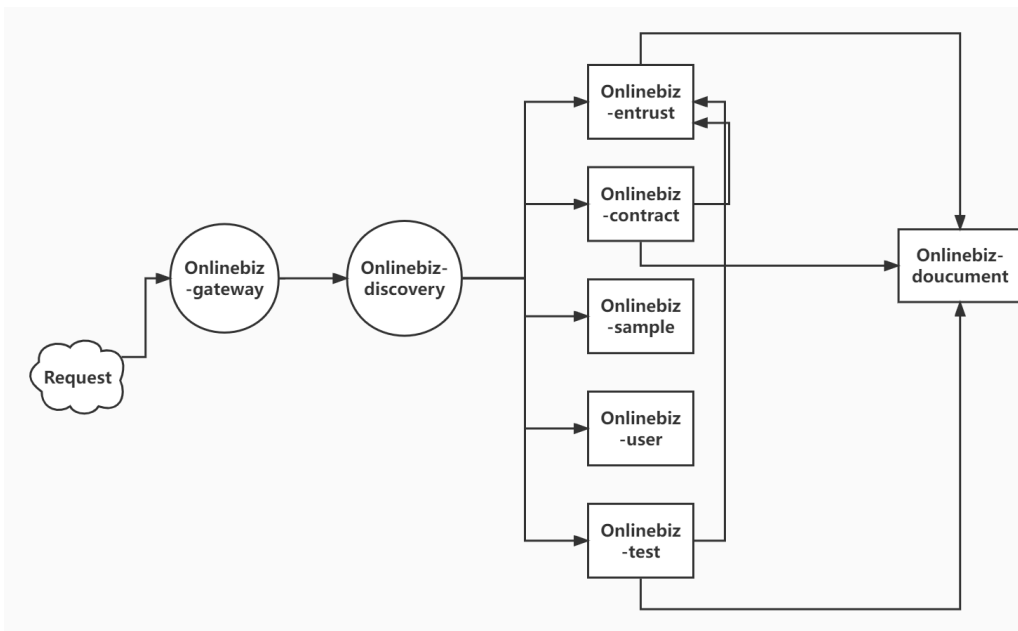 Request
Onlinebiz
-gateway
Onlinebiz-
discovery
Onlinebiz
-entrust
Onlinebiz
-contract
Onlinebiz
-sample
Onlinebiz
-user
Onlinebiz
-test
Onlinebiz-
doucument